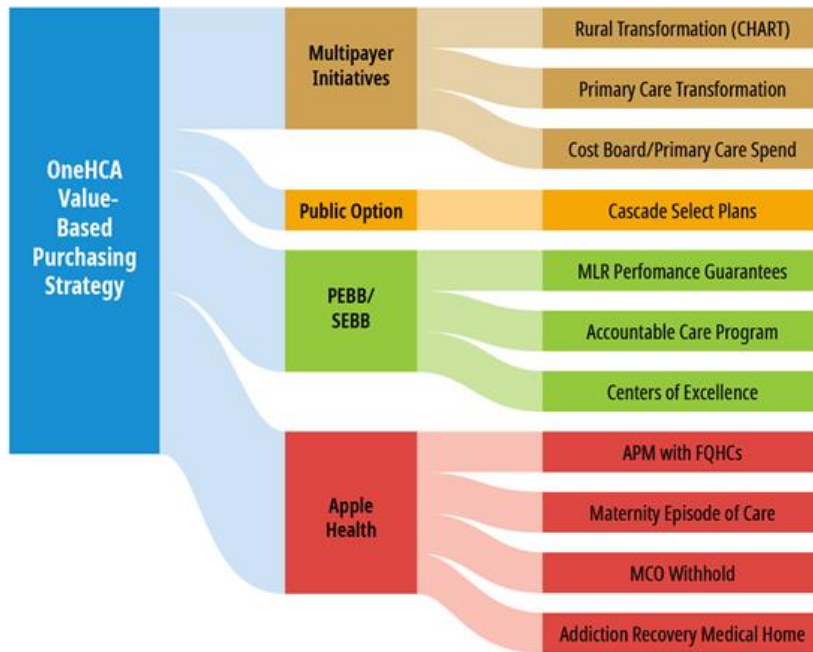 OneHCA
Value-
Based
Purchasing
Strategy
Multipayer
Initiatives
Rural Transformation (CHART)
Primary Care Transformation
Cost Board/Primary Care Spend
Public Option
Cascade Select Plans
PEBB/
SEBB
MLR Perfomance Guarantees
Accountable Care Program
Centers of Excellence
Apple
Health
APM with FQHCs
Maternity Episode of Care
MCO Withhold
Addiction Recovery Medical Home